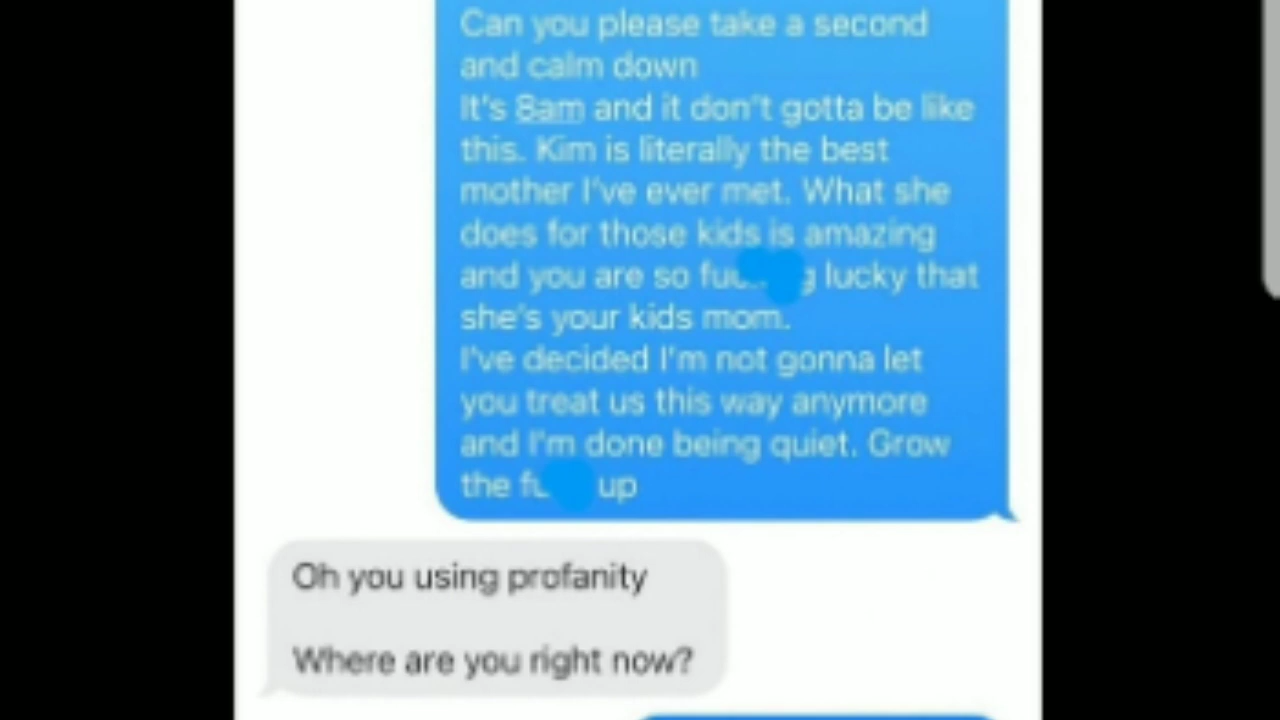 Can you please take a second
and calm down
It's 8am and it don't gotta be like
this. Kim is literally the best
mother I've ever met. What she
does for those kids is amazing
and you are so fu g lucky that
she's your kids mom.
I've decided I'm not gonna let
you treat us this way anymore
and I'm done being quiet. Grow
the fu up
Oh you using profanity
Where are you right now?